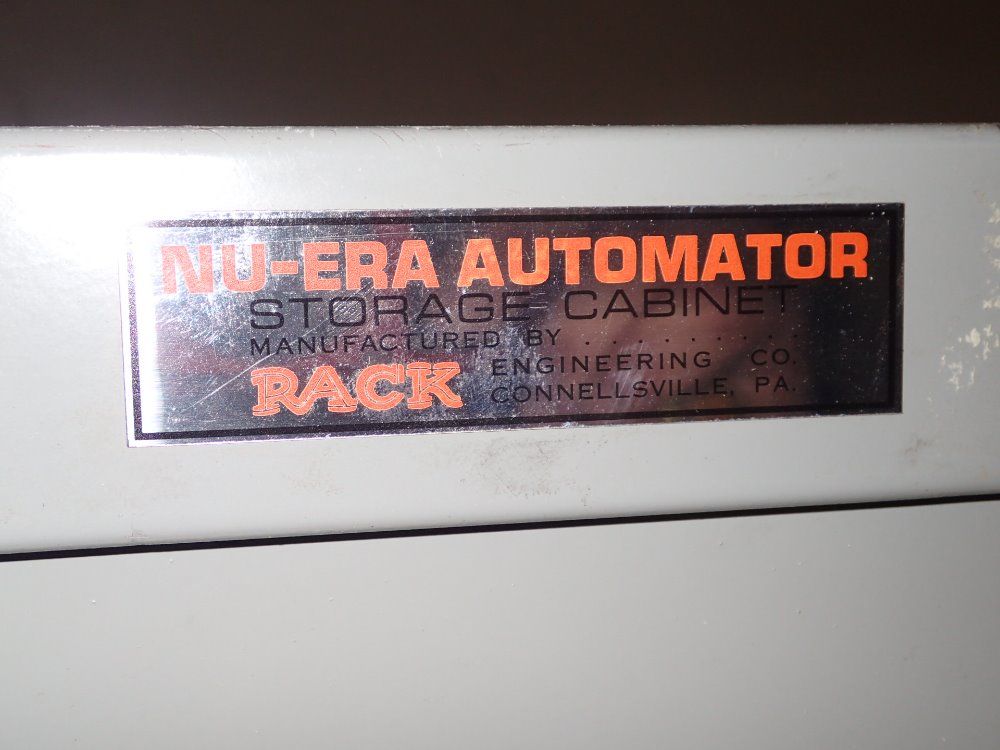 NU-ERA AUTOMATOR
STORAGE CABINET
MANUFACTURED BY . . . . . . . . . .
RACK ENGINEERING CO.
CONNELLSVILLE, PA.